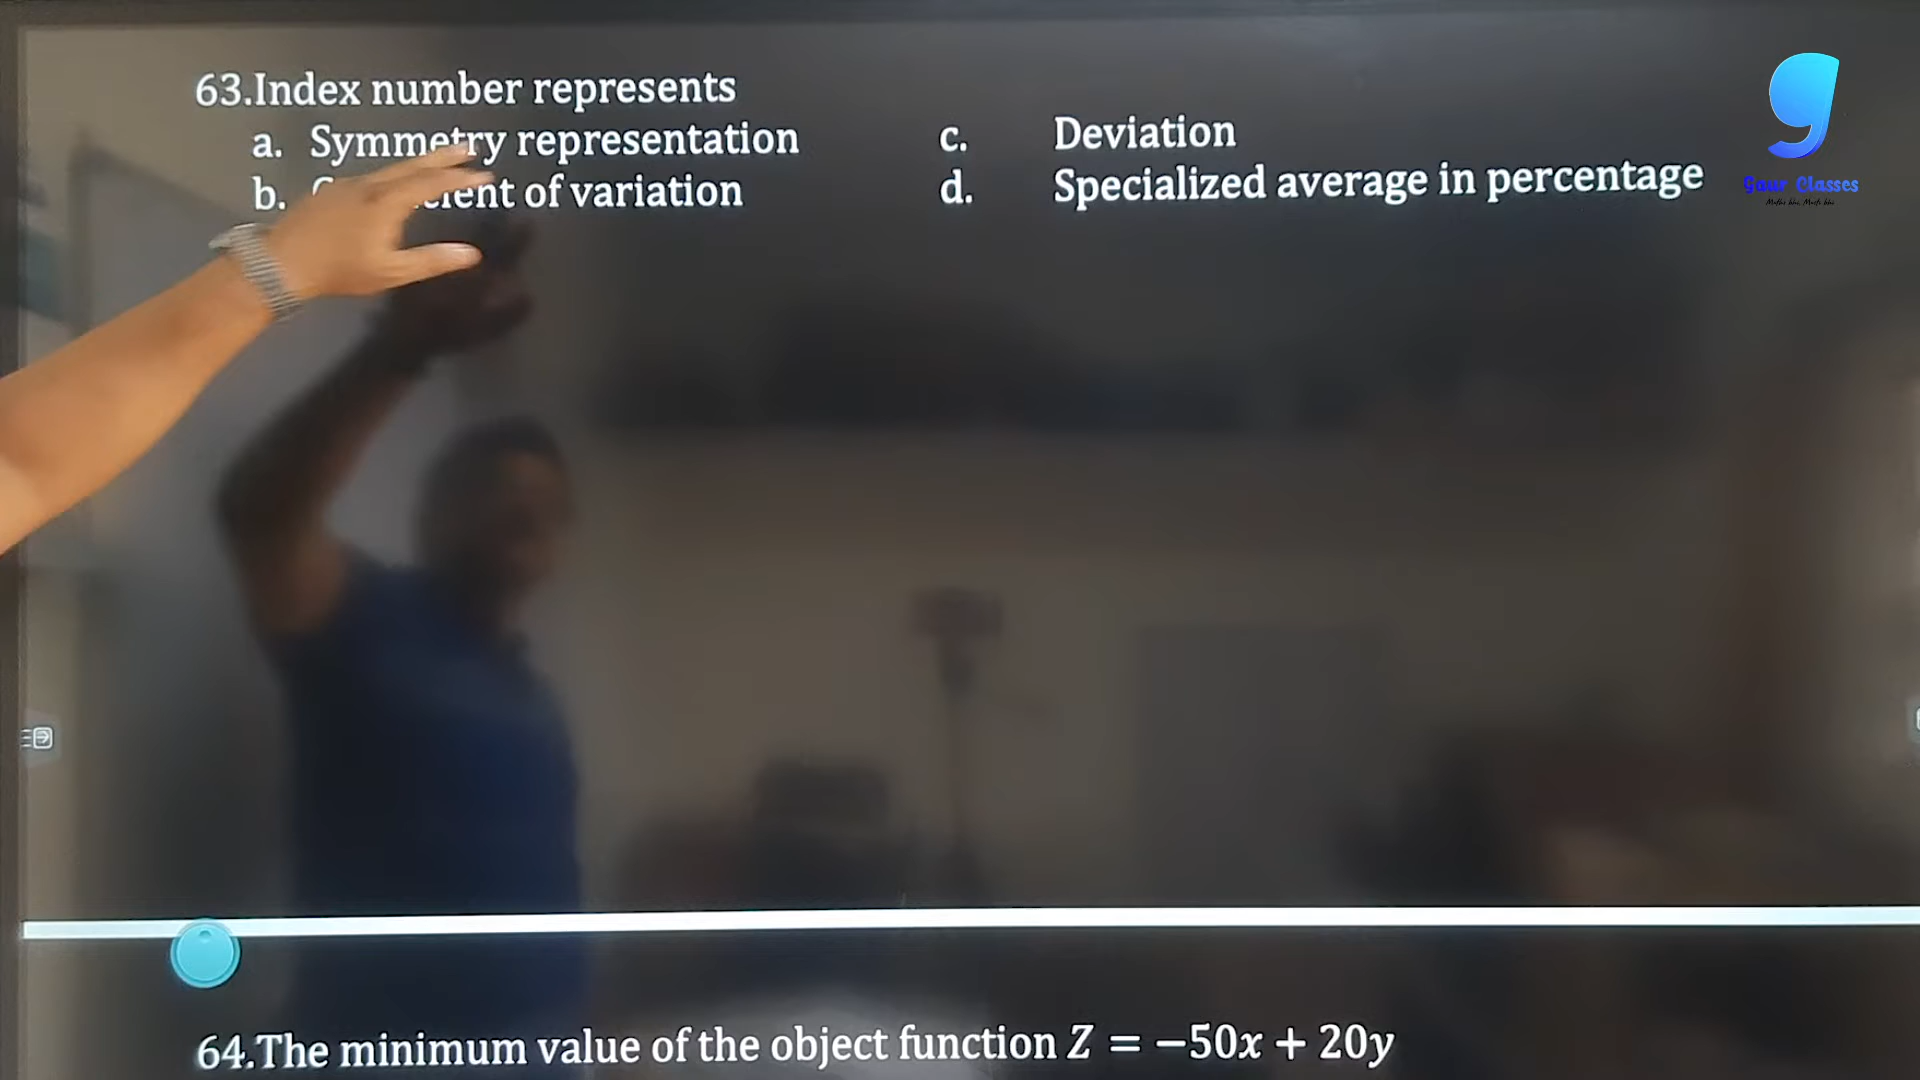 63.Index number represents
a. Symmetry representation
b. of variation
c. Deviation
d. Specialized average in percentage
Gaur Classes
64.The minimum value of the object function Z = −50x + 20y